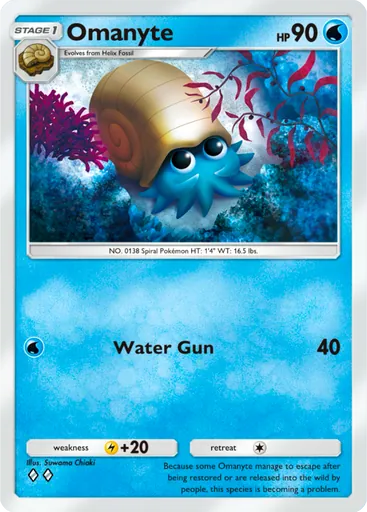 STAGE 1
Omanyte
HP 90
Evolves from Helix Fossil
NO. 0138 Spiral Pokémon HT: 1'4" WT: 16.5 lbs.
Water Gun 40
weakness +20 retreat
Illus. Suwama Chiaki
Because some Omanyte manage to escape after
being restored or are released into the wild by
people, this species is becoming a problem.